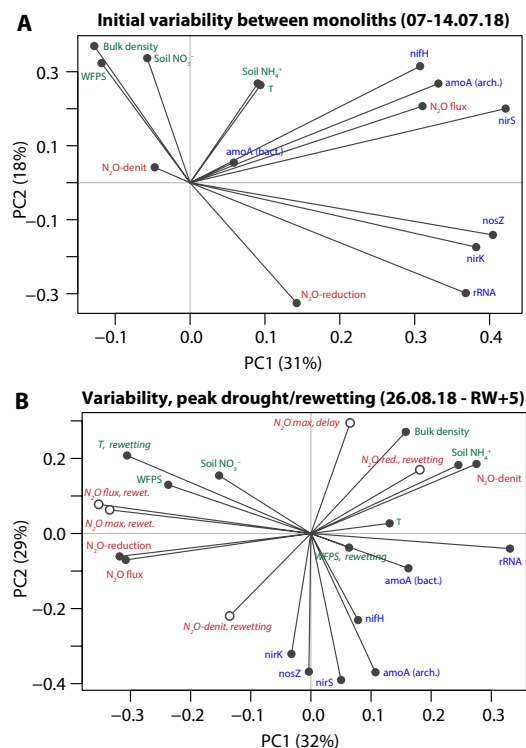 A
Initial variability between monoliths (07-14.07.18)
Bulk density
Soil NO₃⁻
WFPS
Soil NH₄⁺
T
nifH
amoA (arch.)
N₂O flux
nirS
amoA (bact.)
N₂O-denit
nosZ
nirK
N₂O-reduction
rRNA
PC2 (18%)
0.3
0.1
-0.1
-0.3
-0.1 0.0 0.1 0.2 0.3 0.4
PC1 (31%)
B
Variability, peak drought/rewetting (26.08.18 - RW+5)
N₂O max, delay
Bulk density
T, rewetting
Soil NO₃⁻
Soil NH₄⁺
N₂O-red., rewetting
WFPS
N₂O-denit
N₂O flux, rewet.
N₂O max, rewet.
T
N₂O-reduction
WFPS, rewetting
rRNA
N₂O flux
amoA (bact.)
N₂O-denit, rewetting
nifH
nirK
nosZ
nirS
amoA (arch.)
PC2 (29%)
0.2
0.0
-0.2
-0.4
-0.3 -0.2 -0.1 0.0 0.1 0.2 0.3
PC1 (32%)